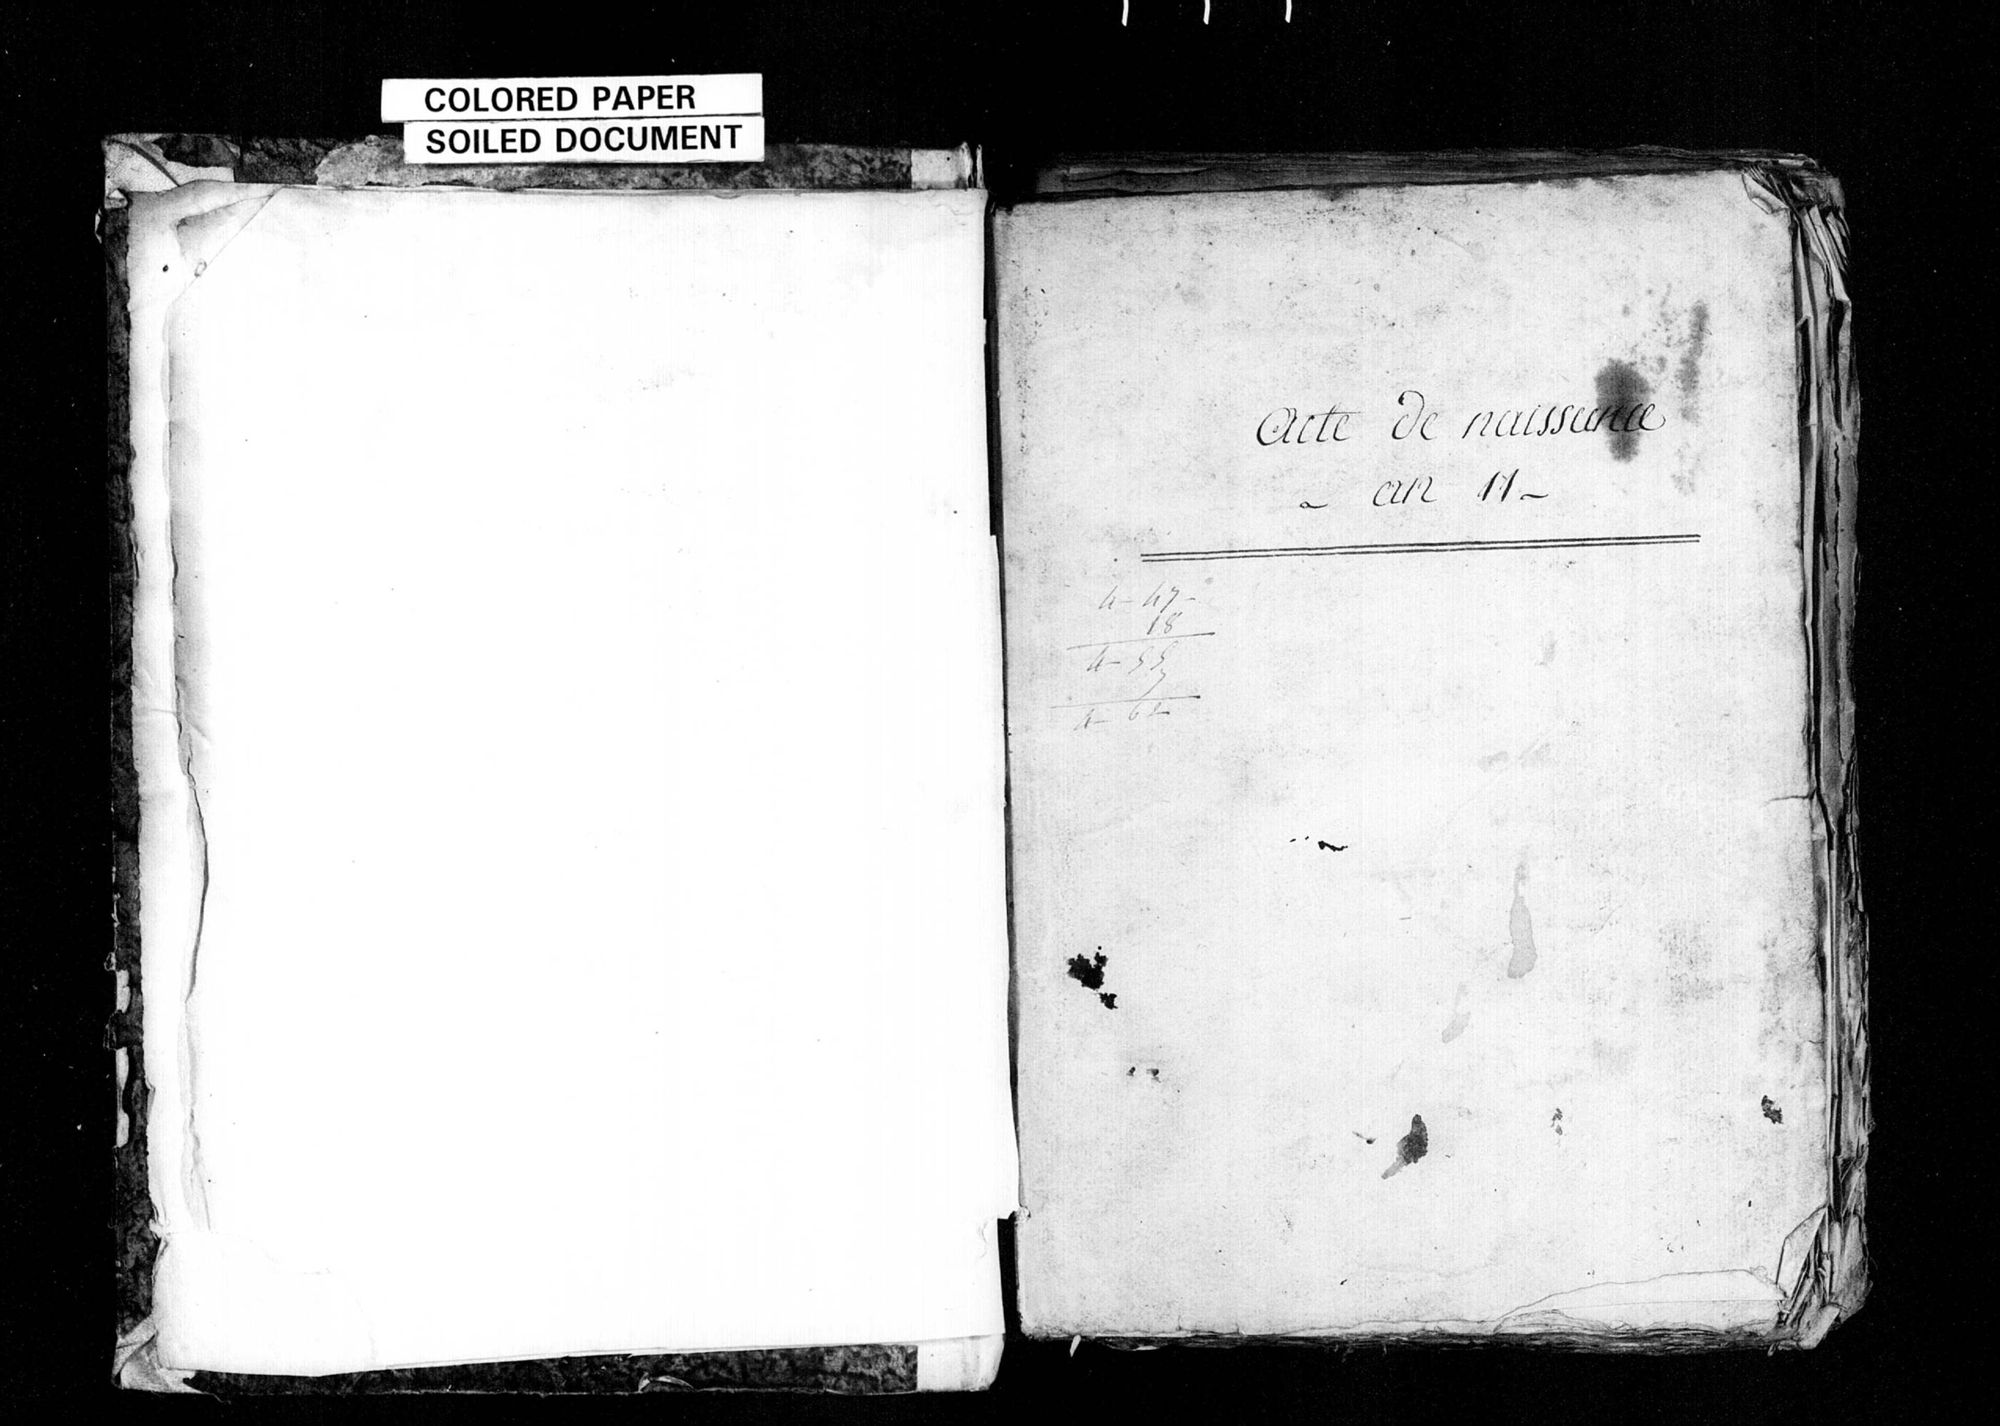 COLORED PAPER
SOILED DOCUMENT
Acte de naissance
- an 11 -
4- 47-
18
4- 55
7
4- 62